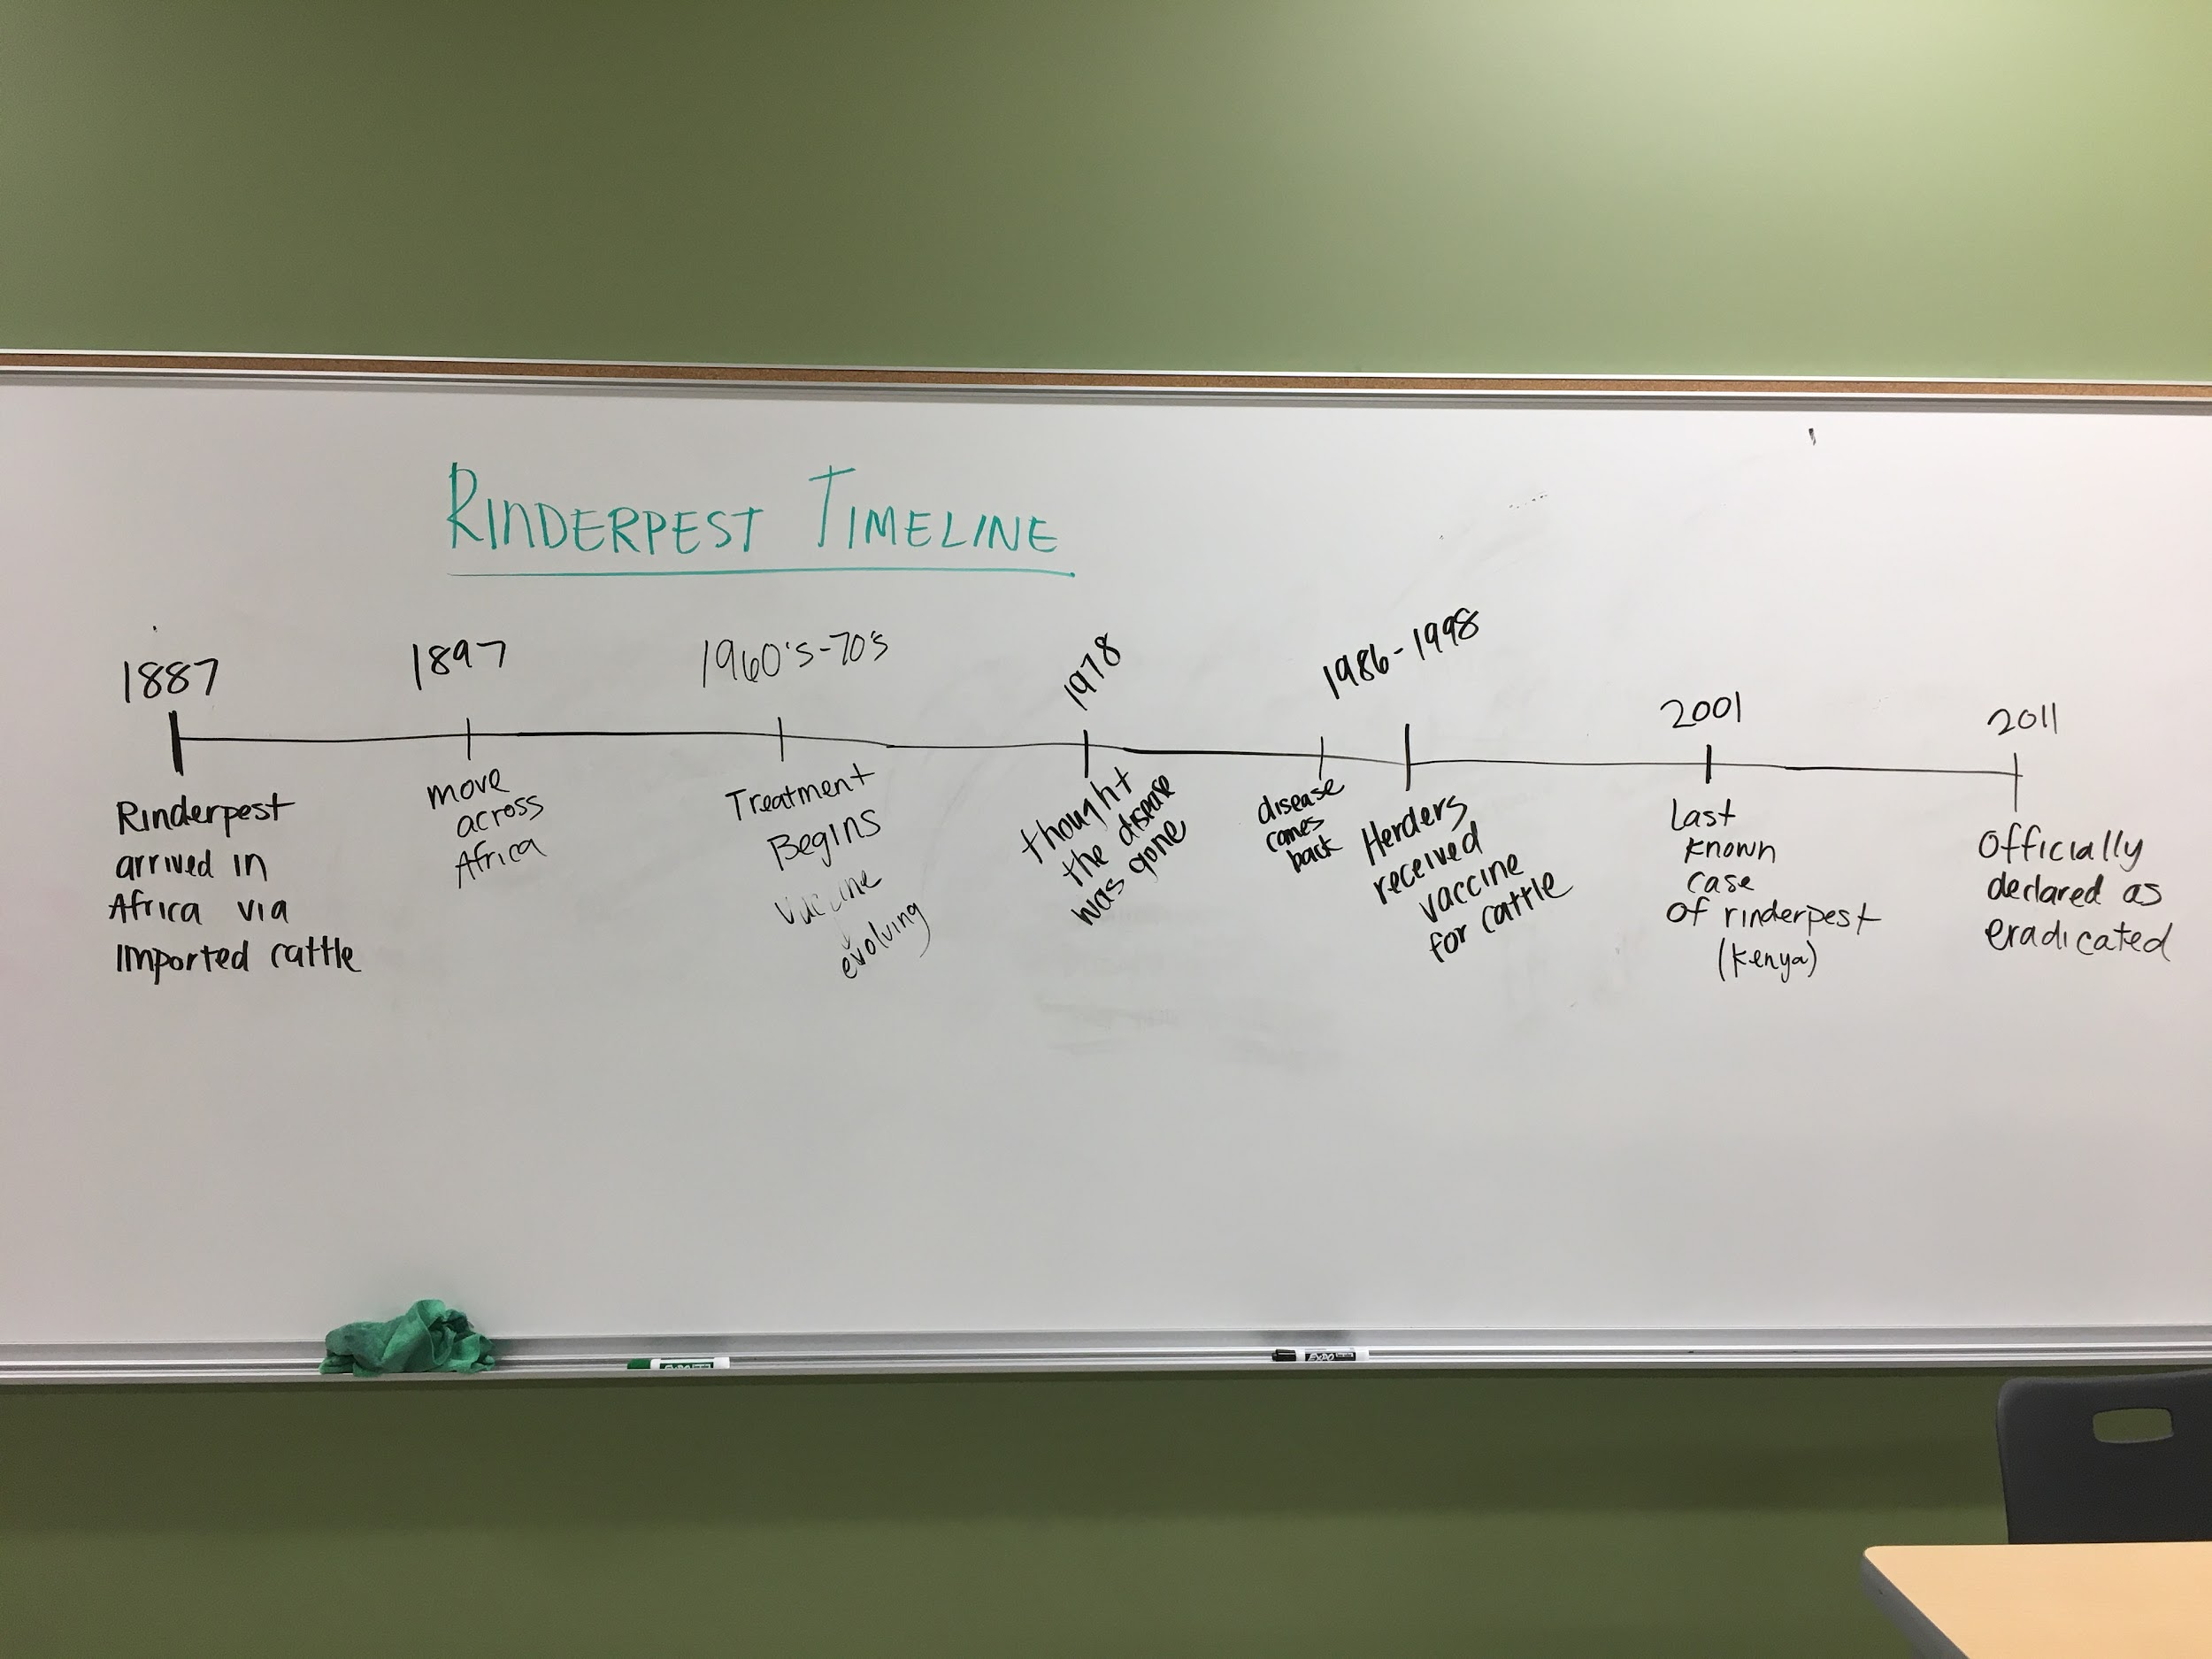 RINDERPEST TIMELINE
1887
Rinderpest
arrived in
Africa via
Imported cattle
1897
move
across
Africa
1960's-70's
Treatment
Begins
vaccine
evolving
1978
thought
the disease
was gone
disease
comes
back
1986-1998
Herders
received
vaccine
for cattle
2001
Last
known
case
of rinderpest
(Kenya)
2011
Officially
declared as
eradicated
EXPO
EXPO